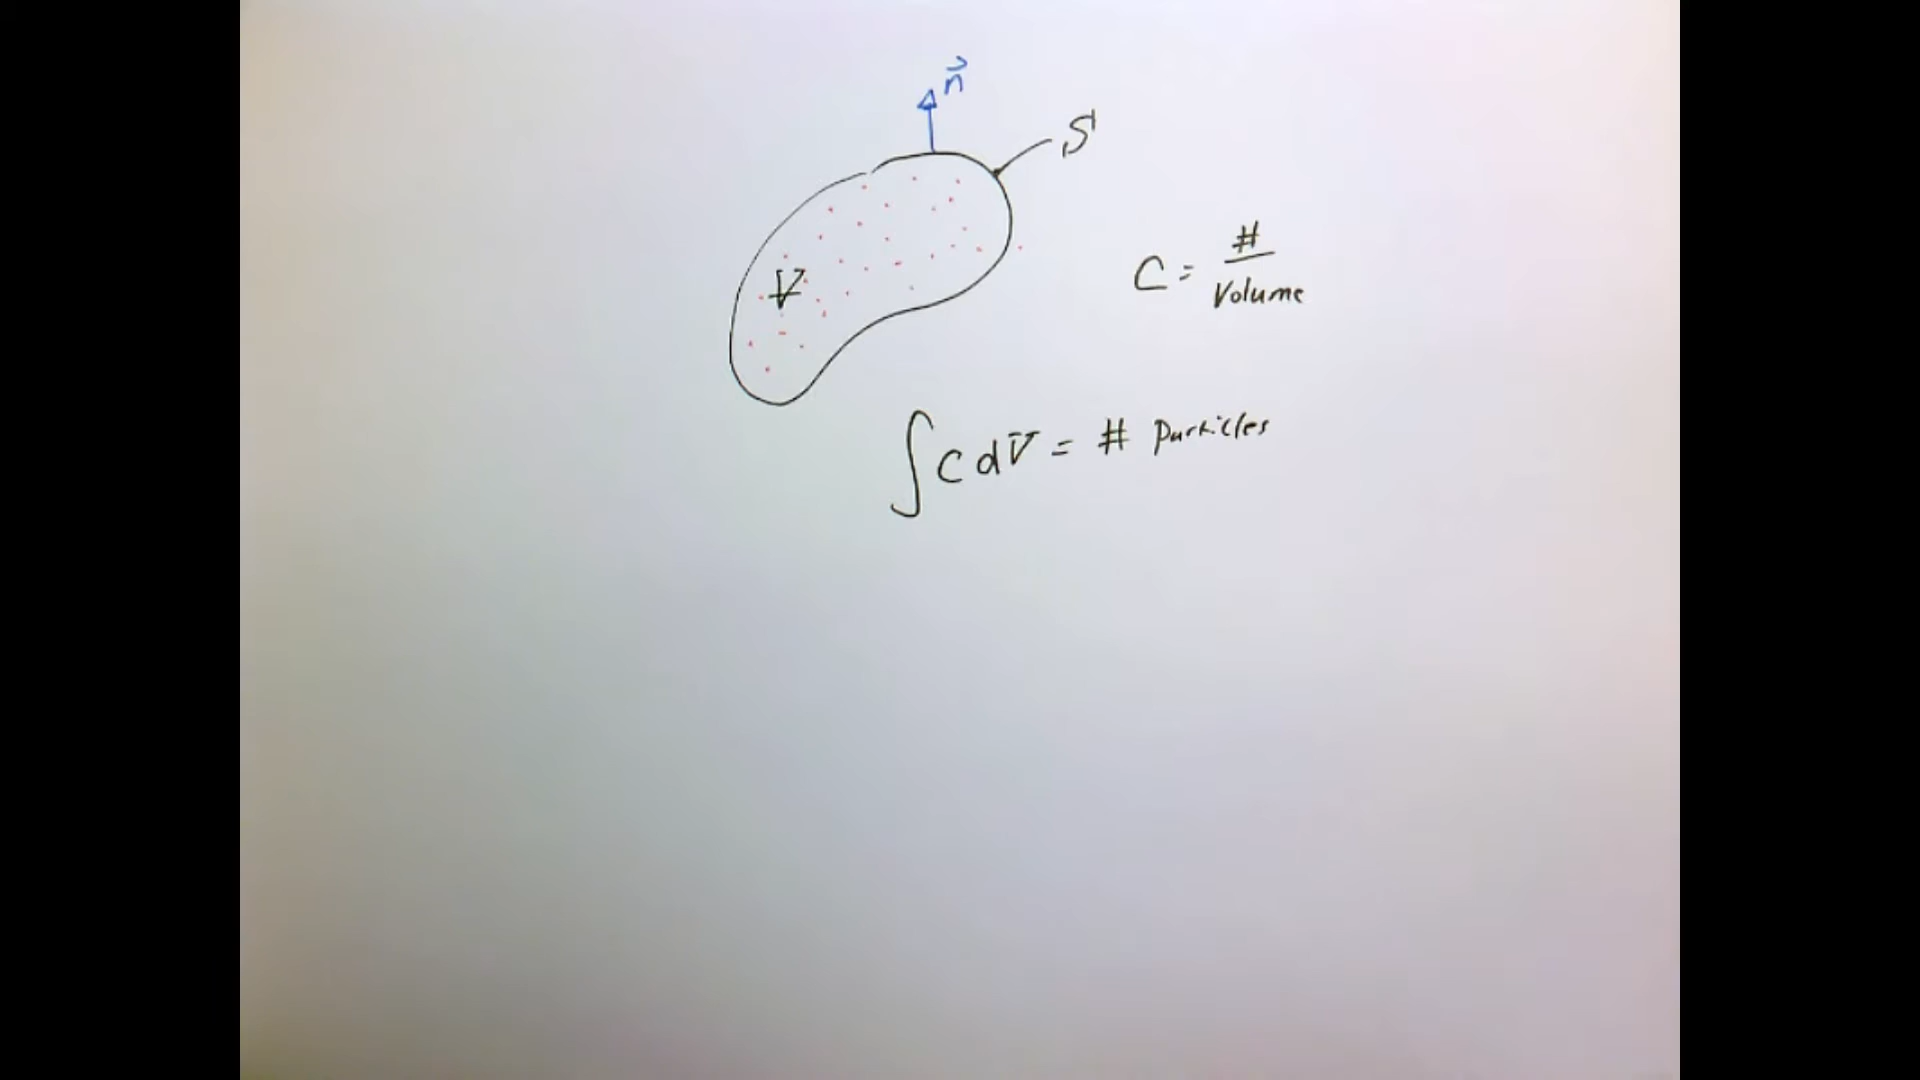 n⃗
S
V
C = # / Volume
∫ C dV = # Particles